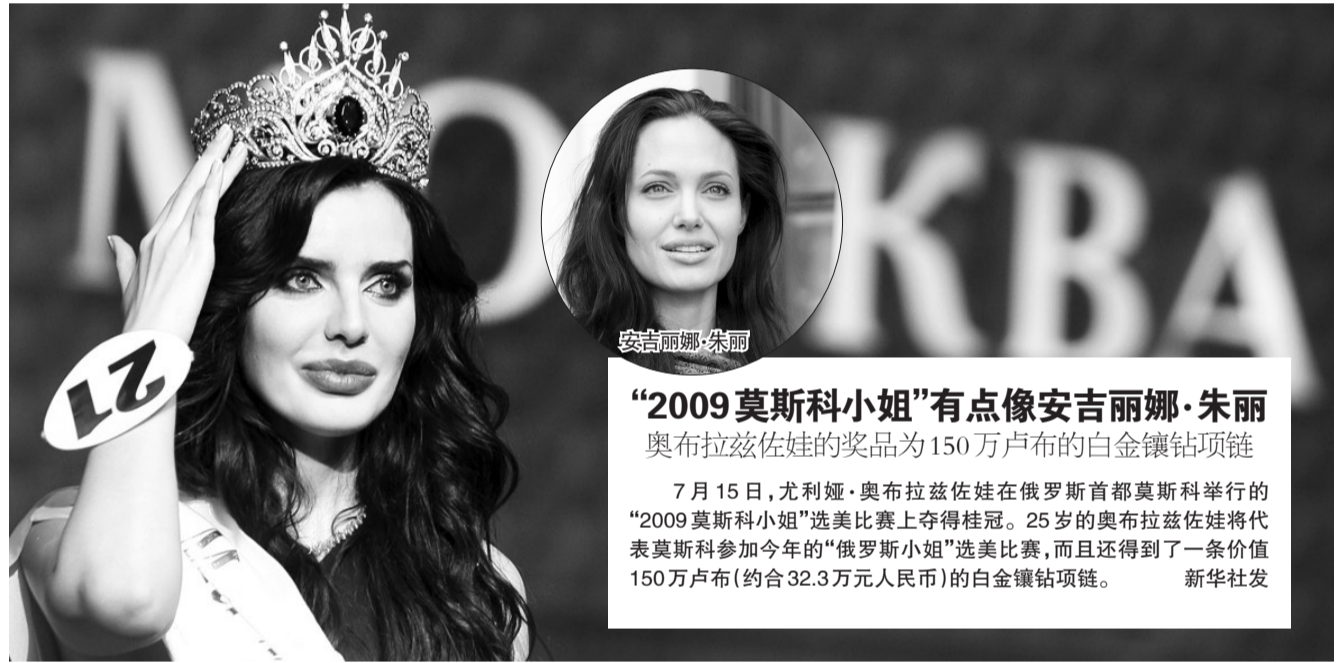 МОСКВА
21
安吉丽娜·朱丽
“2009莫斯科小姐”有点像安吉丽娜·朱丽
奥布拉兹佐娃的奖品为150万卢布的白金镶钻项链
7月15日,尤利娅·奥布拉兹佐娃在俄罗斯首都莫斯科举行的
“2009莫斯科小姐”选美比赛上夺得桂冠。25岁的奥布拉兹佐娃将代
表莫斯科参加今年的“俄罗斯小姐”选美比赛,而且还得到了一条价值
150万卢布(约合32.3万元人民币)的白金镶钻项链。 新华社发